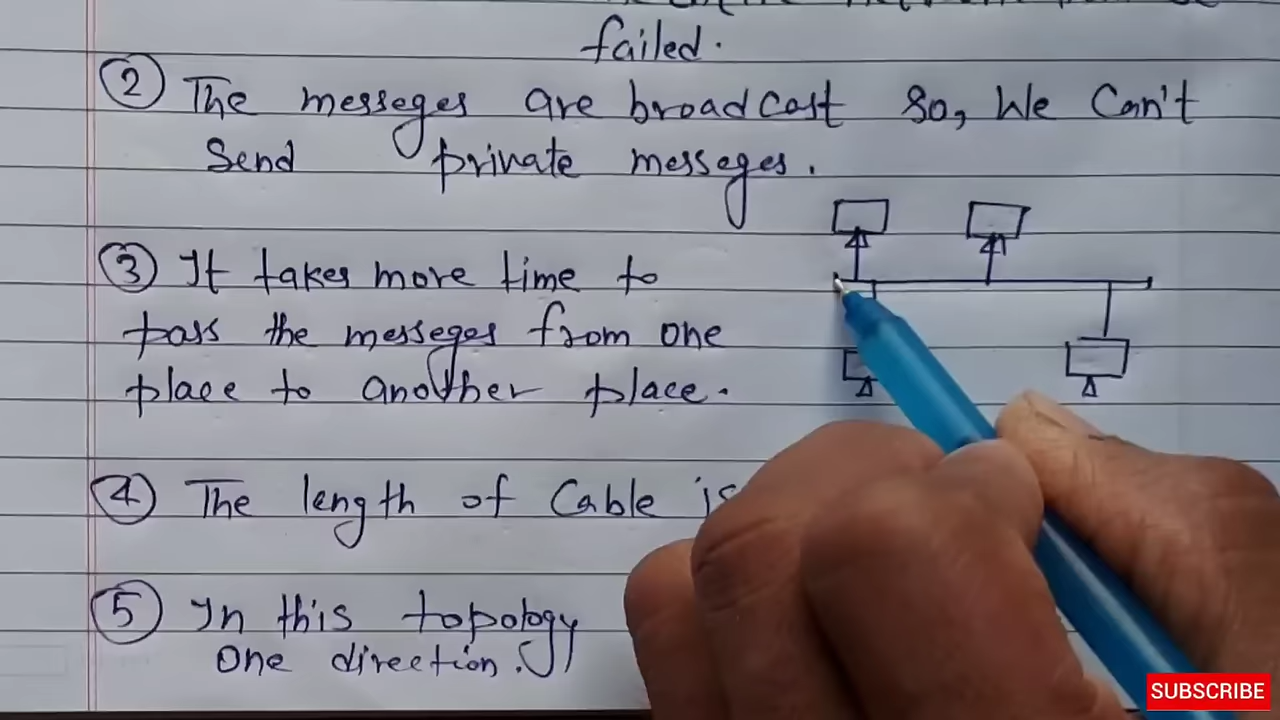 failed.
② The messeges are broadcast so, we can't
Send private messeges.
③ It takes more time to
pass the messeges from one
place to another place.
④ The length of Cable is
⑤ In this topology
one direction.
SUBSCRIBE